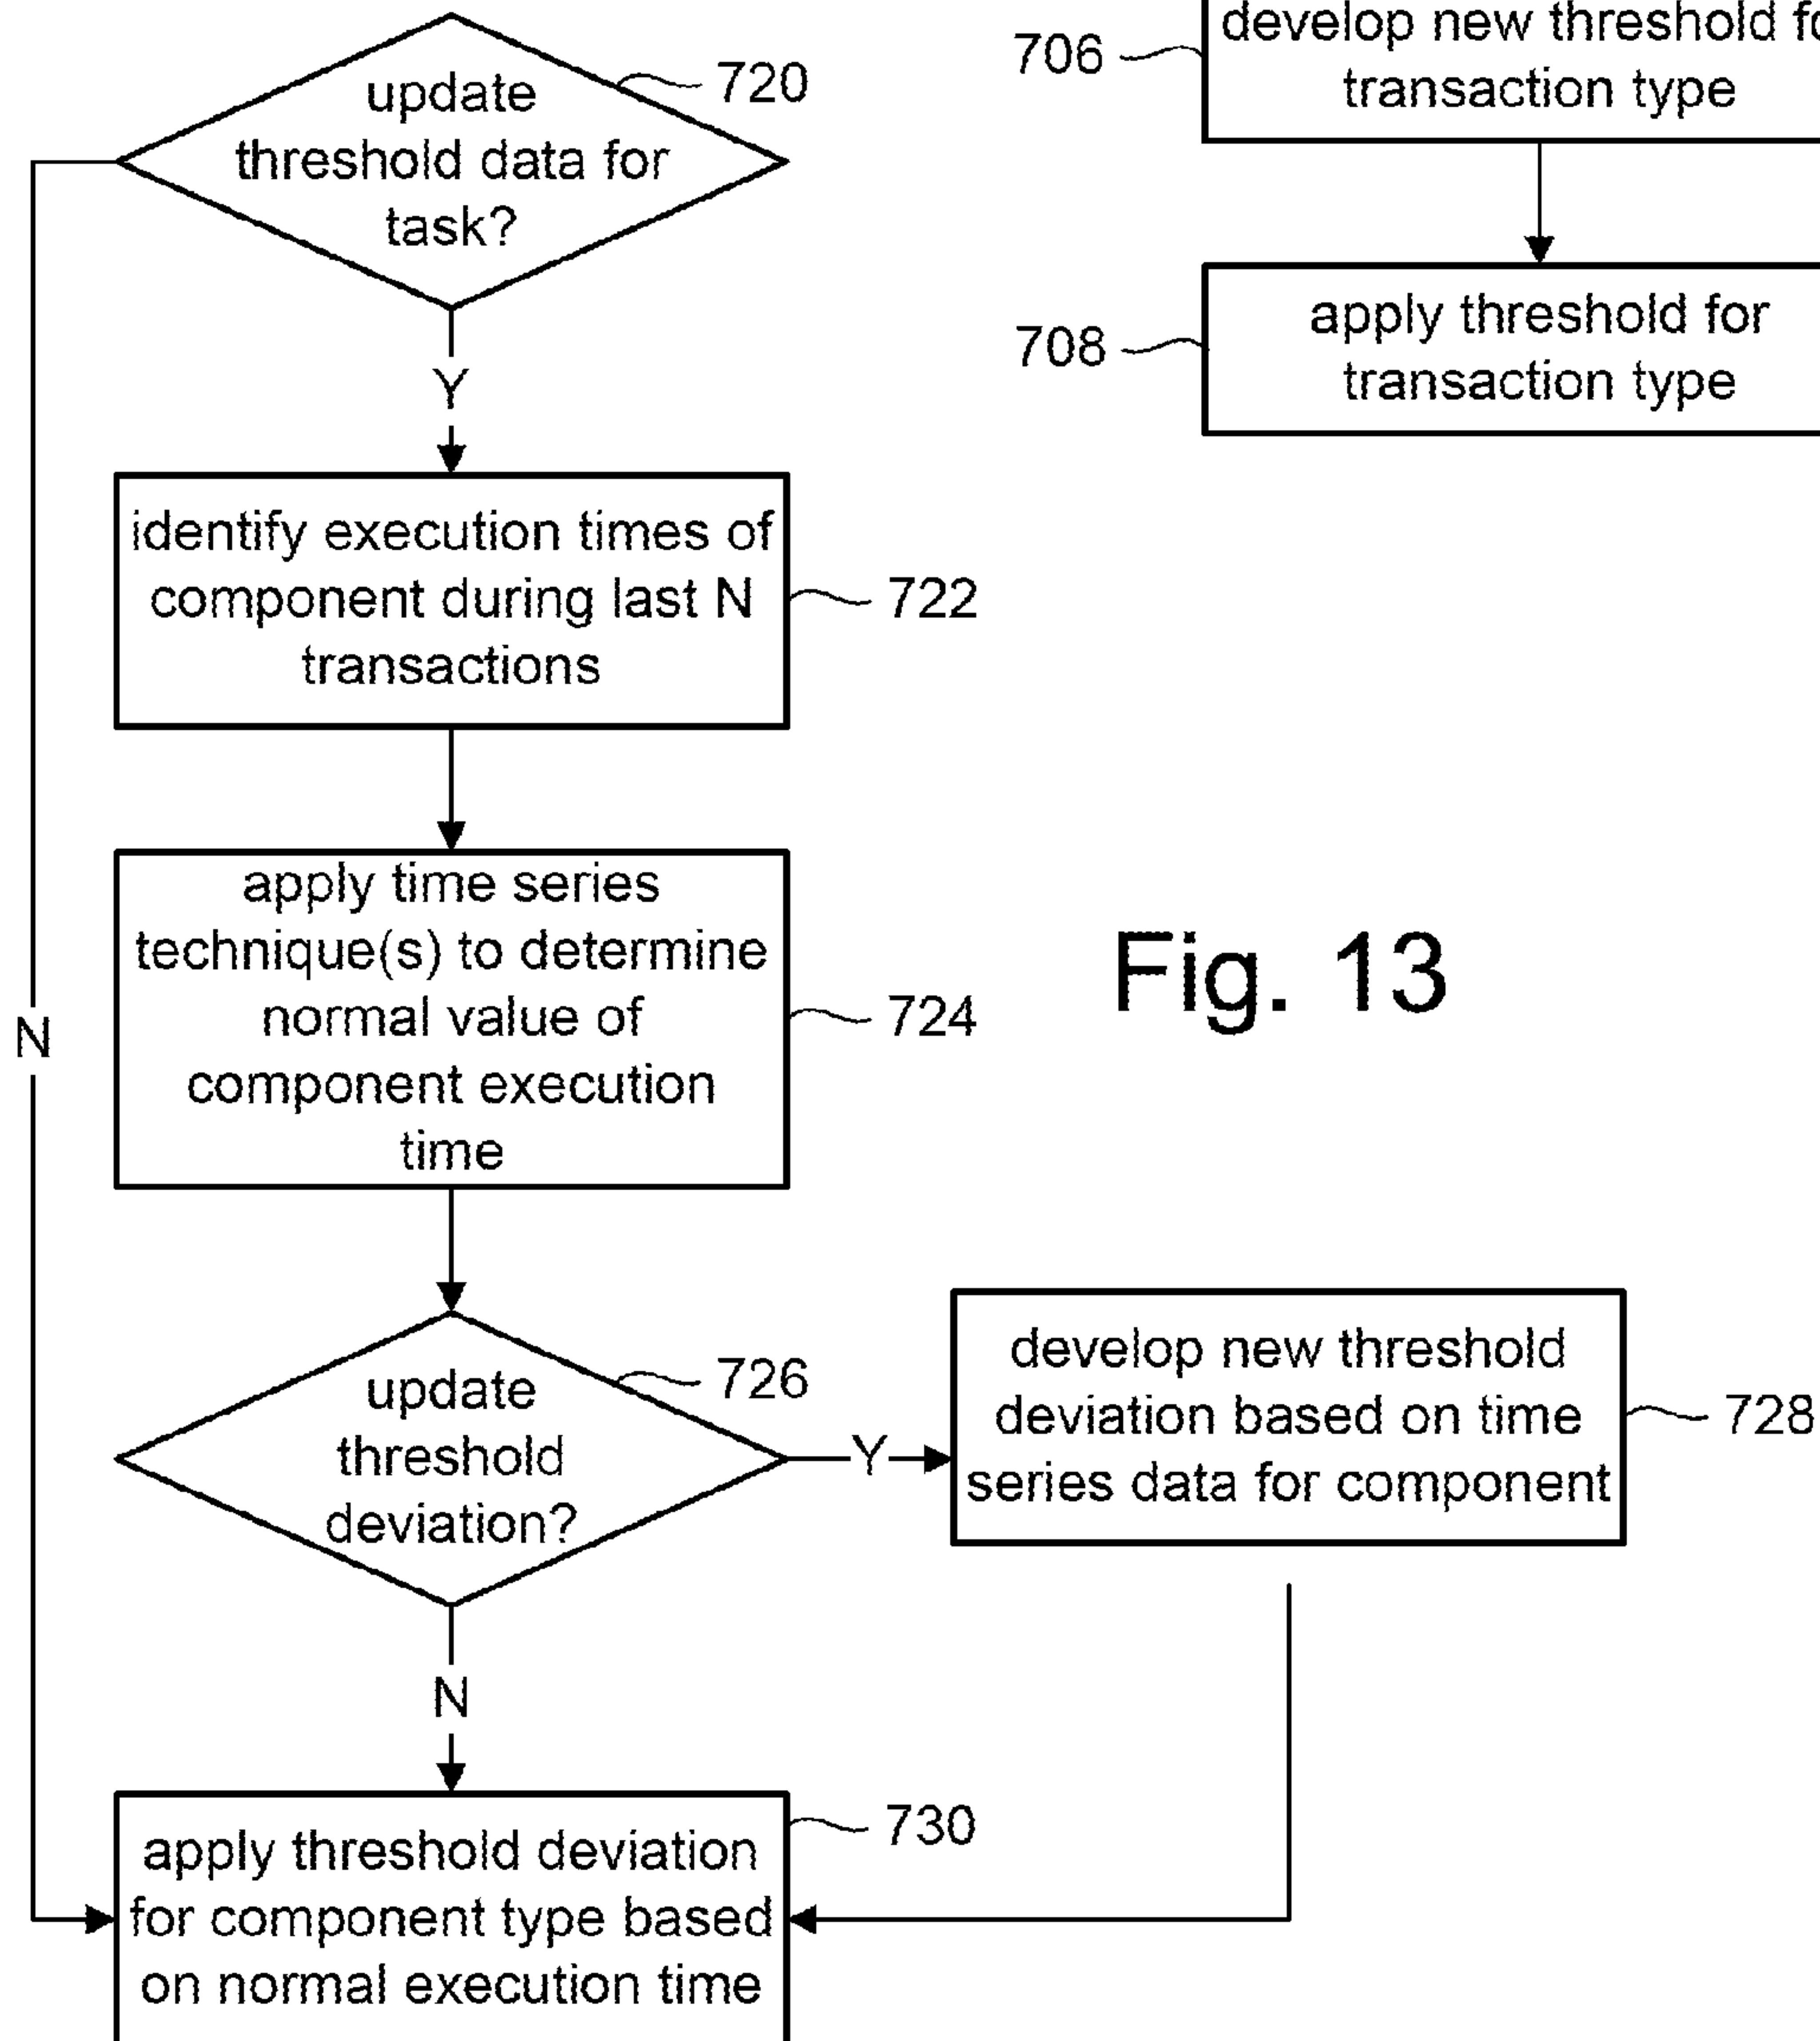 update
threshold data for
task?
720
Y
identify execution times of
component during last N
transactions
722
apply time series
technique(s) to determine
normal value of
component execution
time
724
N
update
threshold
deviation?
726
Y
develop new threshold
deviation based on time
series data for component
728
N
apply threshold deviation
for component type based
on normal execution time
730
706
develop new threshold
transaction type
708
apply threshold for
transaction type
Fig. 13